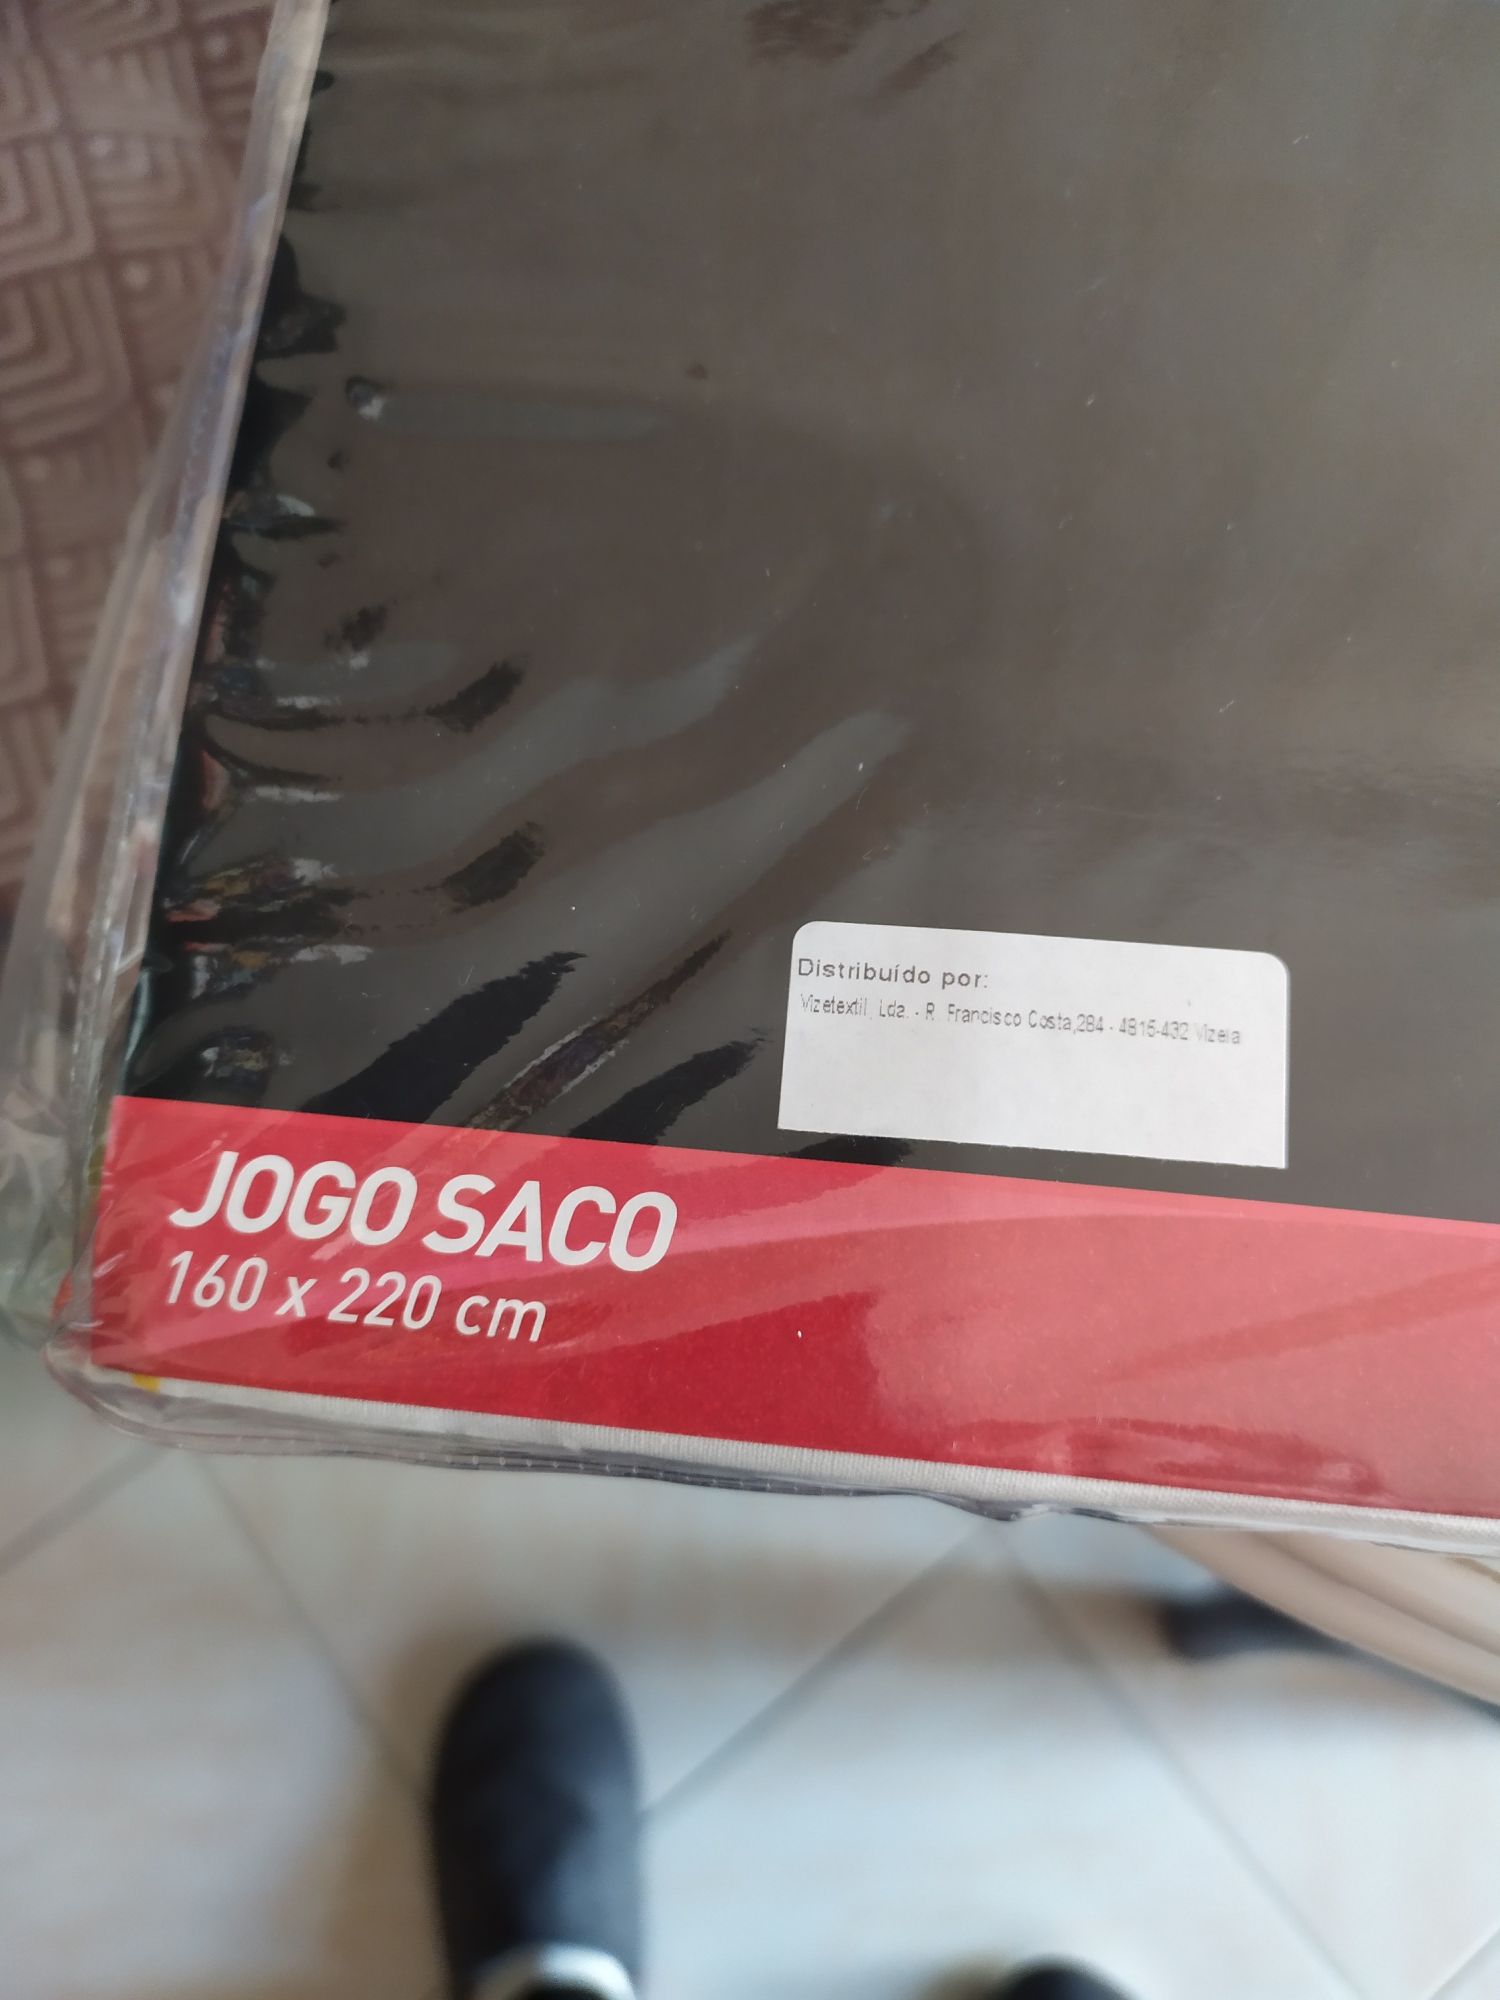 Distribuído por:
Vizetextil, Lda. - R. Francisco Costa,284 - 4815-432 Vizela
JOGO SACO
160 x 220 cm